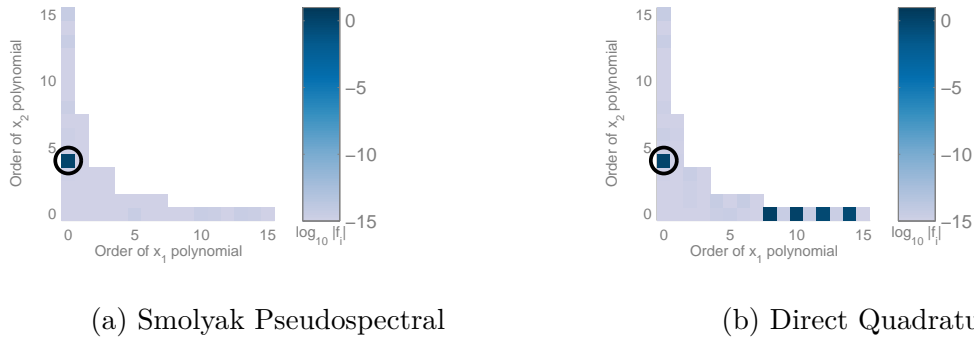 15
10
5
0
Order of x2 polynomial
0 5 10 15
Order of x1 polynomial
0
−5
−10
−15
log10 |fi|
15
10
5
0
Order of x2 polynomial
0 5 10 15
Order of x1 polynomial
0
−5
−10
−15
log10 |fi|
(a) Smolyak Pseudospectral
(b) Direct Quadratu